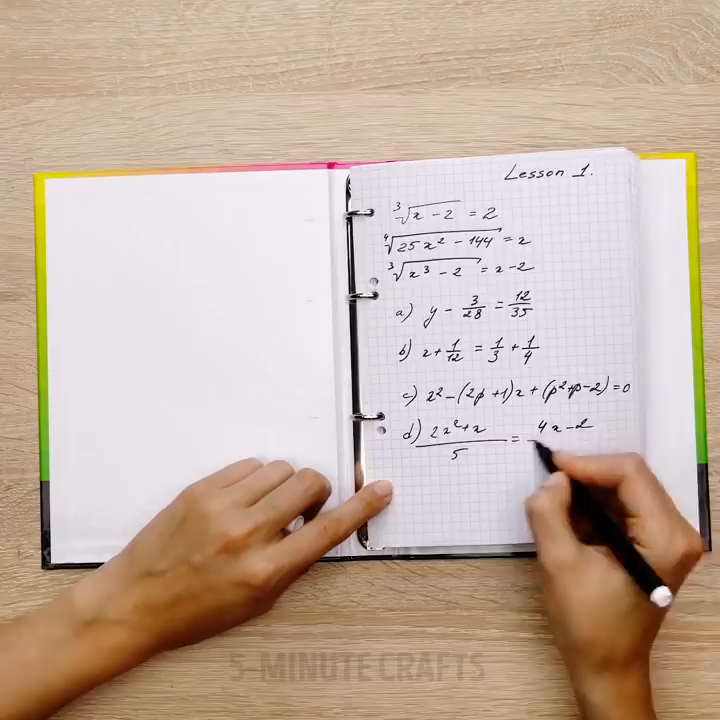 Lesson 1.
∛(x - 2) = 2
∜(25x² - 144) = x
∛(x³ - 2) = x - 2
a) y - 3/28 = 12/35
b) x + 1/12 = 1/3 + 1/4
c) x² - (2p + 1)x + (p² + p - 2) = 0
d) (2x² + x)/5 = 4x - 2
5-MINUTE CRAFTS